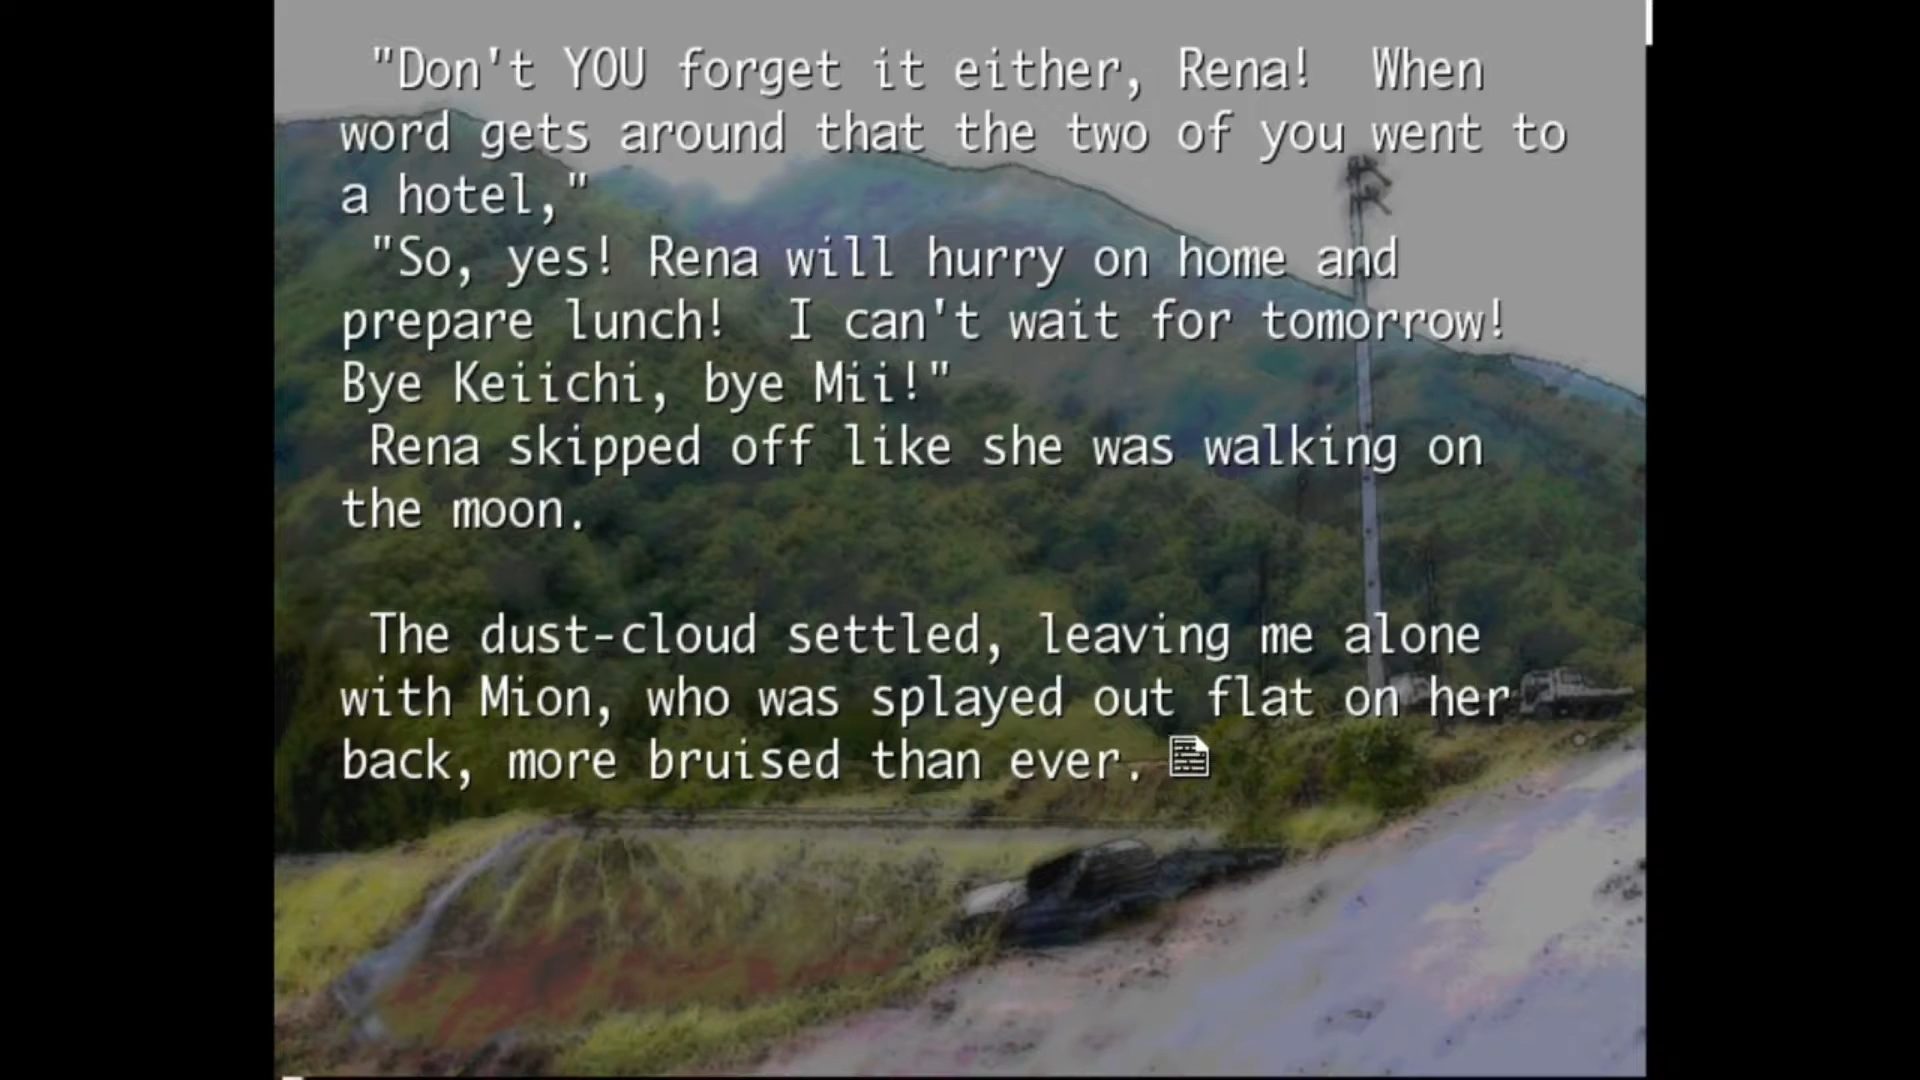 "Don't YOU forget it either, Rena!  When
word gets around that the two of you went to
a hotel,"
"So, yes! Rena will hurry on home and
prepare lunch!  I can't wait for tomorrow!
Bye Keiichi, bye Mii!"
Rena skipped off like she was walking on
the moon.
The dust-cloud settled, leaving me alone
with Mion, who was splayed out flat on her
back, more bruised than ever.